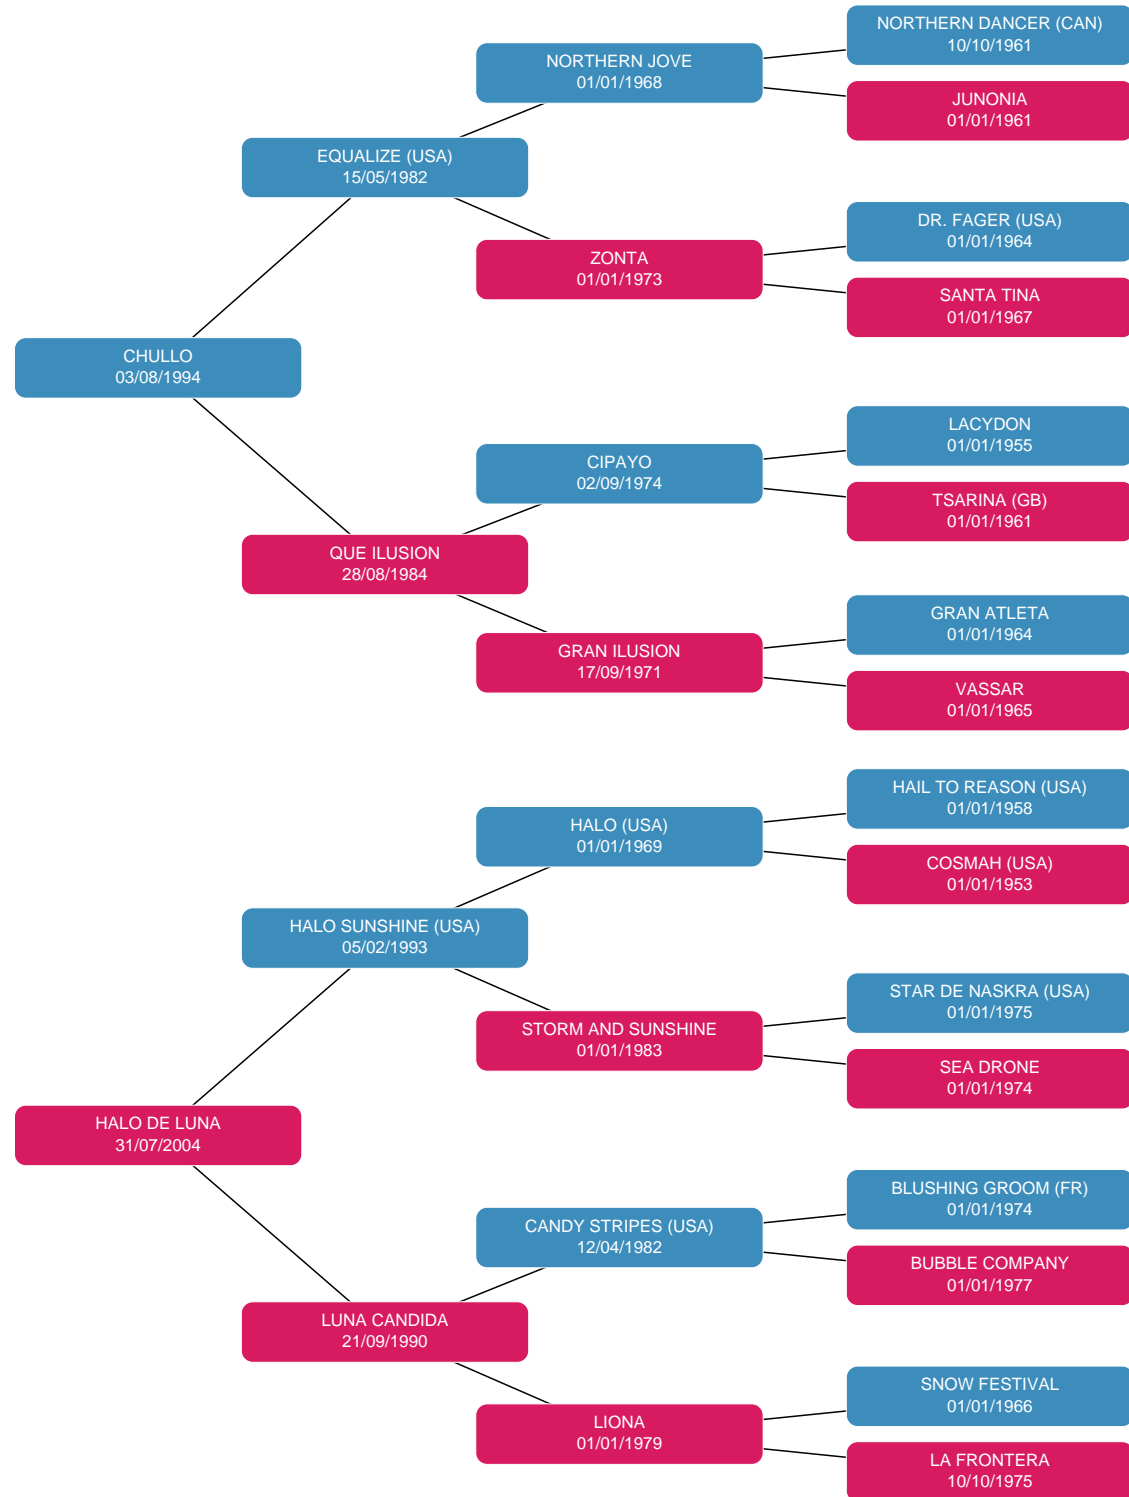 NORTHERN DANCER (CAN)
10/10/1961
NORTHERN JOVE
01/01/1968
JUNONIA
01/01/1961
EQUALIZE (USA)
15/05/1982
DR. FAGER (USA)
01/01/1964
ZONTA
01/01/1973
SANTA TINA
01/01/1967
CHULLO
03/08/1994
LACYDON
01/01/1955
CIPAYO
02/09/1974
TSARINA (GB)
01/01/1961
QUE ILUSION
28/08/1984
GRAN ATLETA
01/01/1964
GRAN ILUSION
17/09/1971
VASSAR
01/01/1965
HAIL TO REASON (USA)
01/01/1958
HALO (USA)
01/01/1969
COSMAH (USA)
01/01/1953
HALO SUNSHINE (USA)
05/02/1993
STAR DE NASKRA (USA)
01/01/1975
STORM AND SUNSHINE
01/01/1983
SEA DRONE
01/01/1974
HALO DE LUNA
31/07/2004
BLUSHING GROOM (FR)
01/01/1974
CANDY STRIPES (USA)
12/04/1982
BUBBLE COMPANY
01/01/1977
LUNA CANDIDA
21/09/1990
SNOW FESTIVAL
01/01/1966
LIONA
01/01/1979
LA FRONTERA
10/10/1975